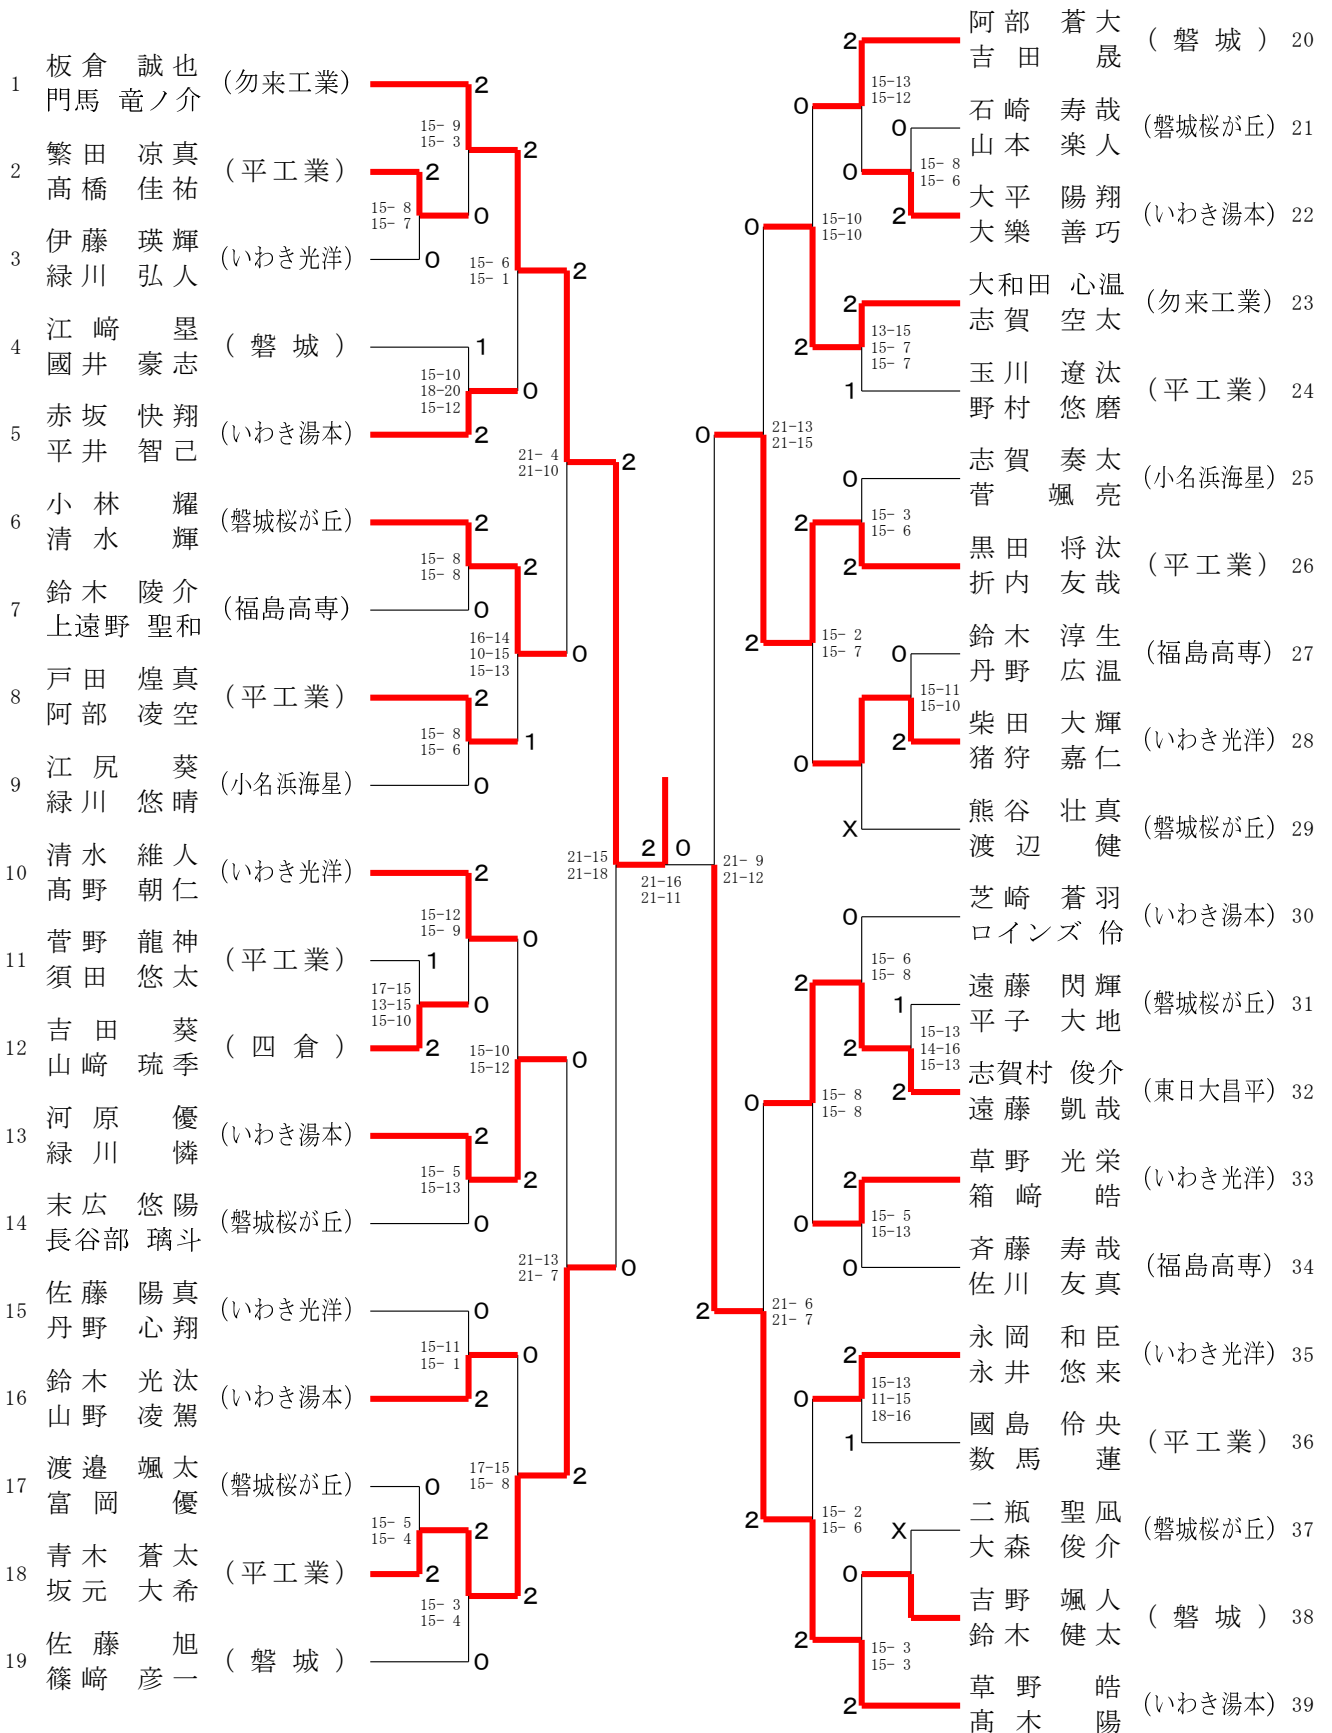 1 板倉 誠也 (勿来工業) 2
門馬 竜ノ介
15- 9
15- 3
2
2 繁田 凉真 (平工業) 2
髙橋 佳祐
15- 8
15- 7
0
3 伊藤 瑛輝 (いわき光洋) 0
緑川 弘人
15- 6
15- 1
2
4 江﨑 塁 (磐城) 1
國井 豪志
15-10
18-20
15-12
0
5 赤坂 快翔 (いわき湯本) 2
平井 智己
21- 4
21-10
2
6 小林 耀 (磐城桜が丘) 2
清水 輝
15- 8
15- 8
2
7 鈴木 陵介 (福島高専) 0
上遠野 聖和
16-14
10-15
15-13
0
8 戸田 煌真 (平工業) 2
阿部 凌空
15- 8
15- 6
1
9 江尻 葵 (小名浜海星) 0
緑川 悠晴
21-15
21-18
2 0
21-16
21-11
10 清水 維人 (いわき光洋) 2
髙野 朝仁
15-12
15- 9
0
11 菅野 龍神 (平工業) 1
須田 悠太
17-15
13-15
15-10
0
12 吉田 葵 (四倉) 2
山﨑 琉季
15-10
15-12
0
13 河原 優 (いわき湯本) 2
緑川 憐
15- 5
15-13
2
14 末広 悠陽 (磐城桜が丘) 0
長谷部 璃斗
21-13
21- 7
0
15 佐藤 陽真 (いわき光洋) 0
丹野 心翔
15-11
15- 1
0
16 鈴木 光汰 (いわき湯本) 2
山野 凌駕
17-15
15- 8
2
17 渡邉 颯太 (磐城桜が丘) 0
富岡 優
15- 5
15- 4
2
18 青木 蒼太 (平工業) 2
坂元 大希
15- 3
15- 4
2
19 佐藤 旭 (磐城) 0
篠﨑 彦一
2 阿部 蒼大 (磐城) 20
吉田 晟
15-13
15-12
0
0 石崎 寿哉 (磐城桜が丘) 21
山本 楽人
15- 8
15- 6
0
2 大平 陽翔 (いわき湯本) 22
大樂 善巧
15-10
15-10
0
2 大和田 心温 (勿来工業) 23
志賀 空太
13-15
15- 7
15- 7
2
1 玉川 遼汰 (平工業) 24
野村 悠磨
21-13
21-15
0
0 志賀 奏太 (小名浜海星) 25
菅 颯亮
15- 3
15- 6
2
2 黒田 将汰 (平工業) 26
折内 友哉
15- 2
15- 7
2
0 鈴木 淳生 (福島高専) 27
丹野 広温
15-11
15-10
2 柴田 大輝 (いわき光洋) 28
猪狩 嘉仁
0
X 熊谷 壮真 (磐城桜が丘) 29
渡辺 健
21- 9
21-12
0 芝崎 蒼羽 (いわき湯本) 30
ロインズ 伶
15- 6
15- 8
2
1 遠藤 閃輝 (磐城桜が丘) 31
平子 大地
15-13
14-16
15-13
2
2 志賀村 俊介 (東日大昌平) 32
遠藤 凱哉
15- 8
15- 8
0
2 草野 光栄 (いわき光洋) 33
箱﨑 皓
15- 5
15-13
0
0 斉藤 寿哉 (福島高専) 34
佐川 友真
21- 6
21- 7
2
2 永岡 和臣 (いわき光洋) 35
永井 悠来
15-13
11-15
18-16
0
1 國島 伶央 (平工業) 36
数馬 蓮
15- 2
15- 6
2
X 二瓶 聖凪 (磐城桜が丘) 37
大森 俊介
0
吉野 颯人 (磐城) 38
鈴木 健太
15- 3
15- 3
2
2 草野 皓 (いわき湯本) 39
髙木 陽